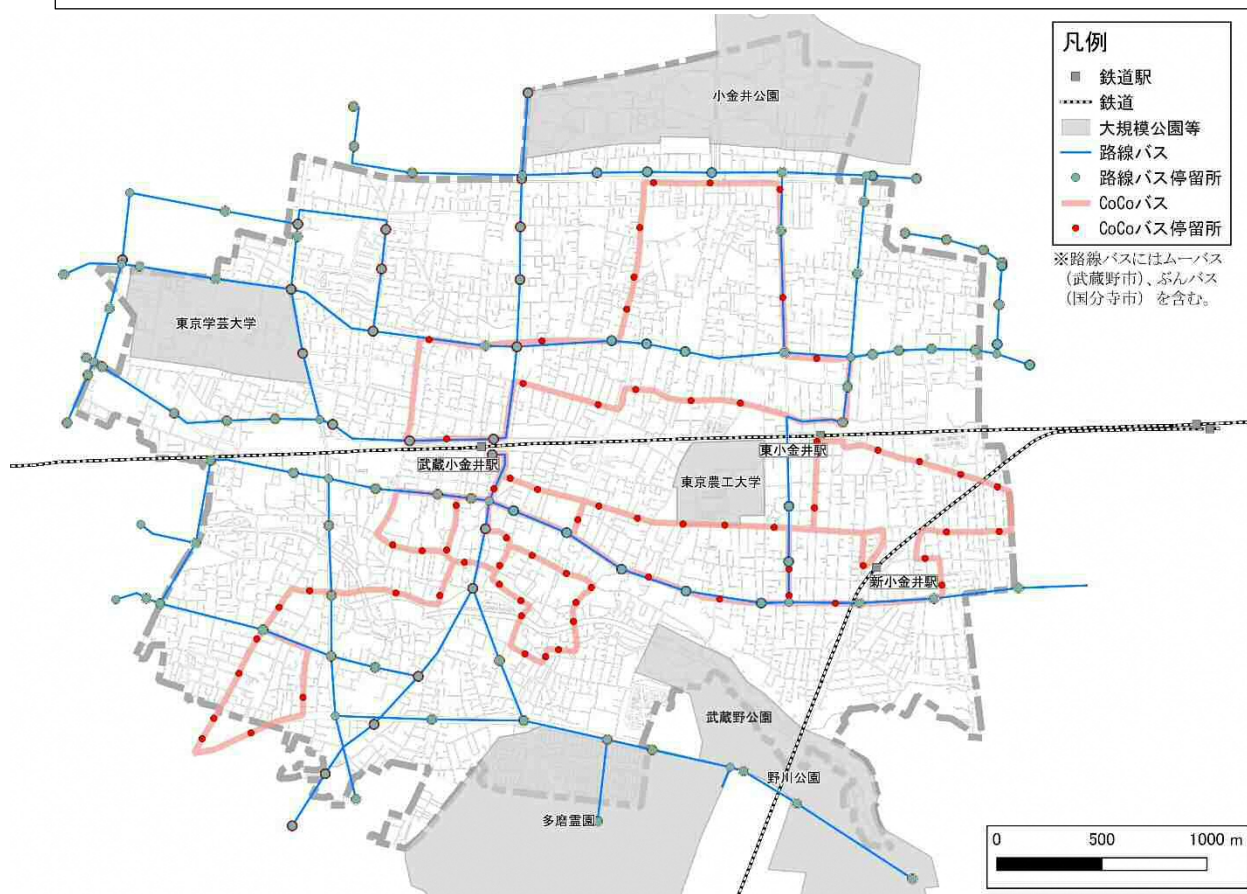 小金井公園
凡例
鉄道駅
鉄道
大規模公園等
路線バス
路線バス停留所
CoCoバス
CoCoバス停留所
※路線バスにはムーバス
(武蔵野市)、ぶんバス
(国分寺市) を含む。
東京学芸大学
武蔵小金井駅
東小金井駅
東京農工大学
新小金井駅
武蔵野公園
野川公園
多磨霊園
0 500 1000 m